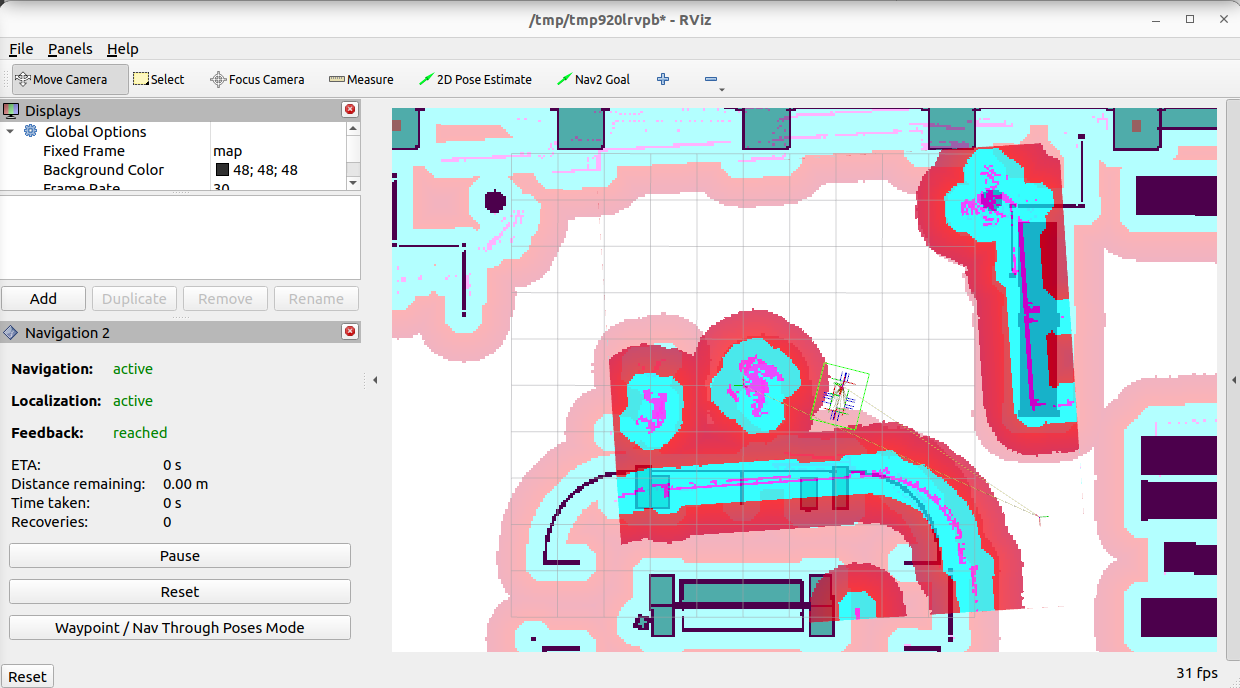 /tmp/tmp920lrvpb* - RViz
File Panels Help
Move Camera Select Focus Camera Measure 2D Pose Estimate Nav2 Goal
Displays
Global Options
Fixed Frame map
Background Color 48; 48; 48
Frame Rate 30
Add Duplicate Remove Rename
Navigation 2
Navigation: active
Localization: active
Feedback: reached
ETA: 0 s
Distance remaining: 0.00 m
Time taken: 0 s
Recoveries: 0
Pause
Reset
Waypoint / Nav Through Poses Mode
Reset 31 fps